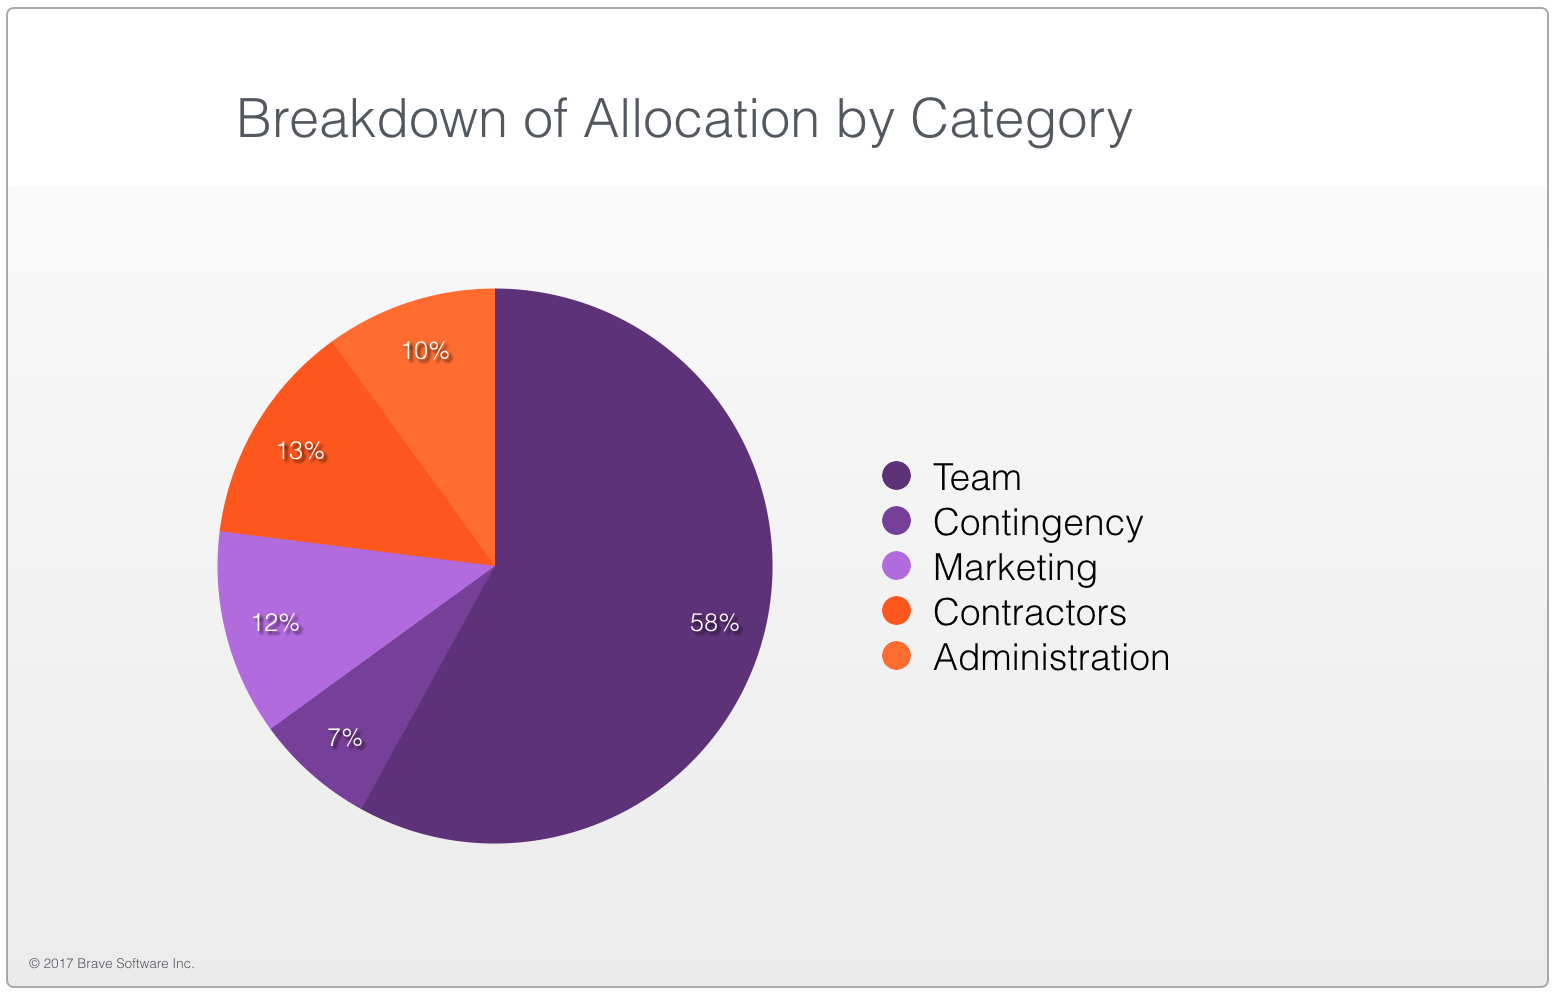 Breakdown of Allocation by Category
10%
13%
12%
7%
58%
Team
Contingency
Marketing
Contractors
Administration
© 2017 Brave Software Inc.